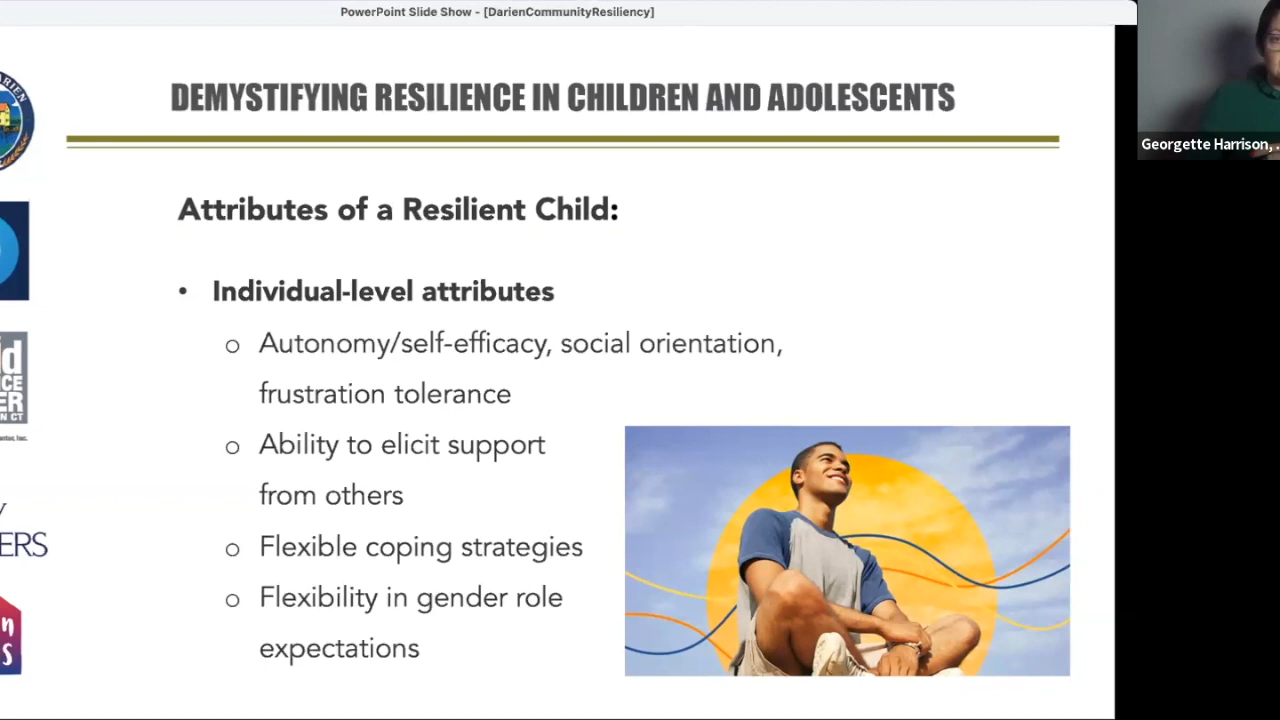 PowerPoint Slide Show - [DarienCommunityResiliency]
DEMYSTIFYING RESILIENCE IN CHILDREN AND ADOLESCENTS
Georgette Harrison, .
Attributes of a Resilient Child:
• Individual-level attributes
o Autonomy/self-efficacy, social orientation,
frustration tolerance
o Ability to elicit support
from others
o Flexible coping strategies
o Flexibility in gender role
expectations